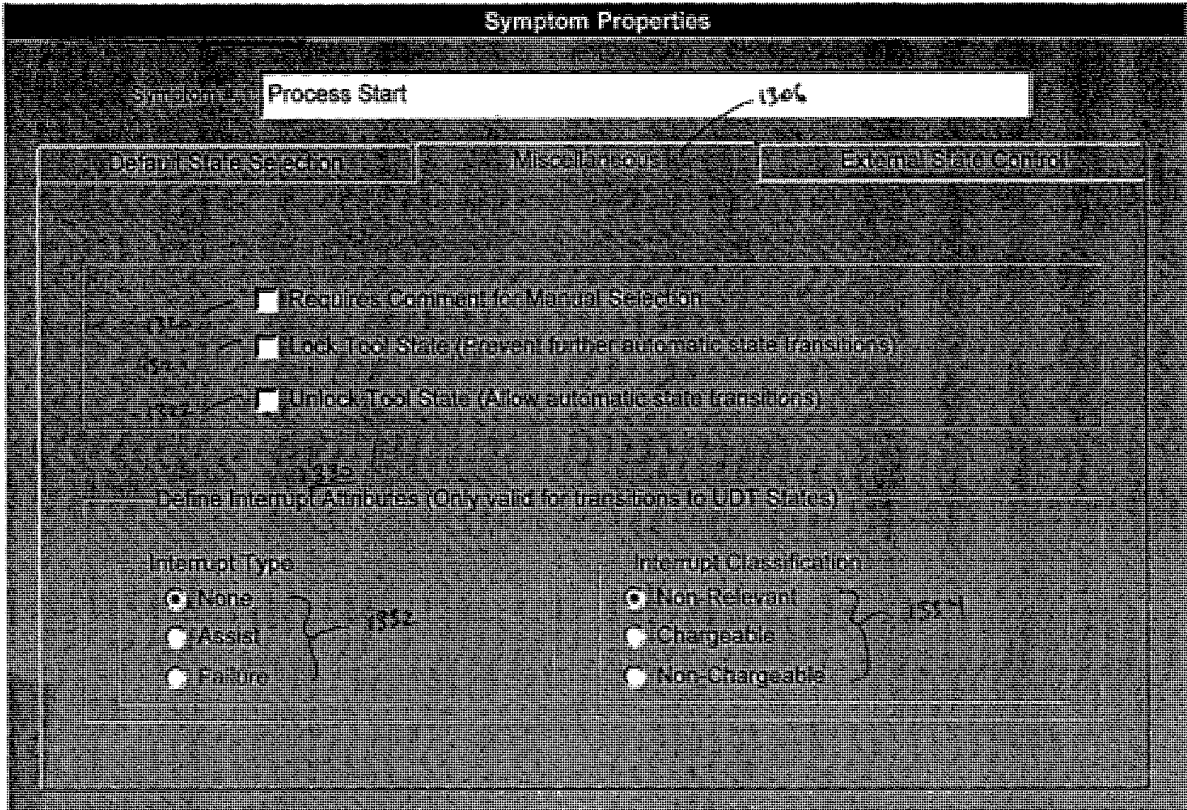 Symptom Properties
Process Start
1306
Default State Selection
Miscellaneous
External State Control
Requires Comment for Manual Selection
Lock Tool State (Prevent further automatic state transitions)
Unlock Tool State (Allow automatic state transitions)
Define Interrupt Attributes (Only valid for transitions to UDT States)
Interrupt Type
None
Assist
Failure
Interrupt Classification
Non-Relevant
Chargeable
Non-Chargeable